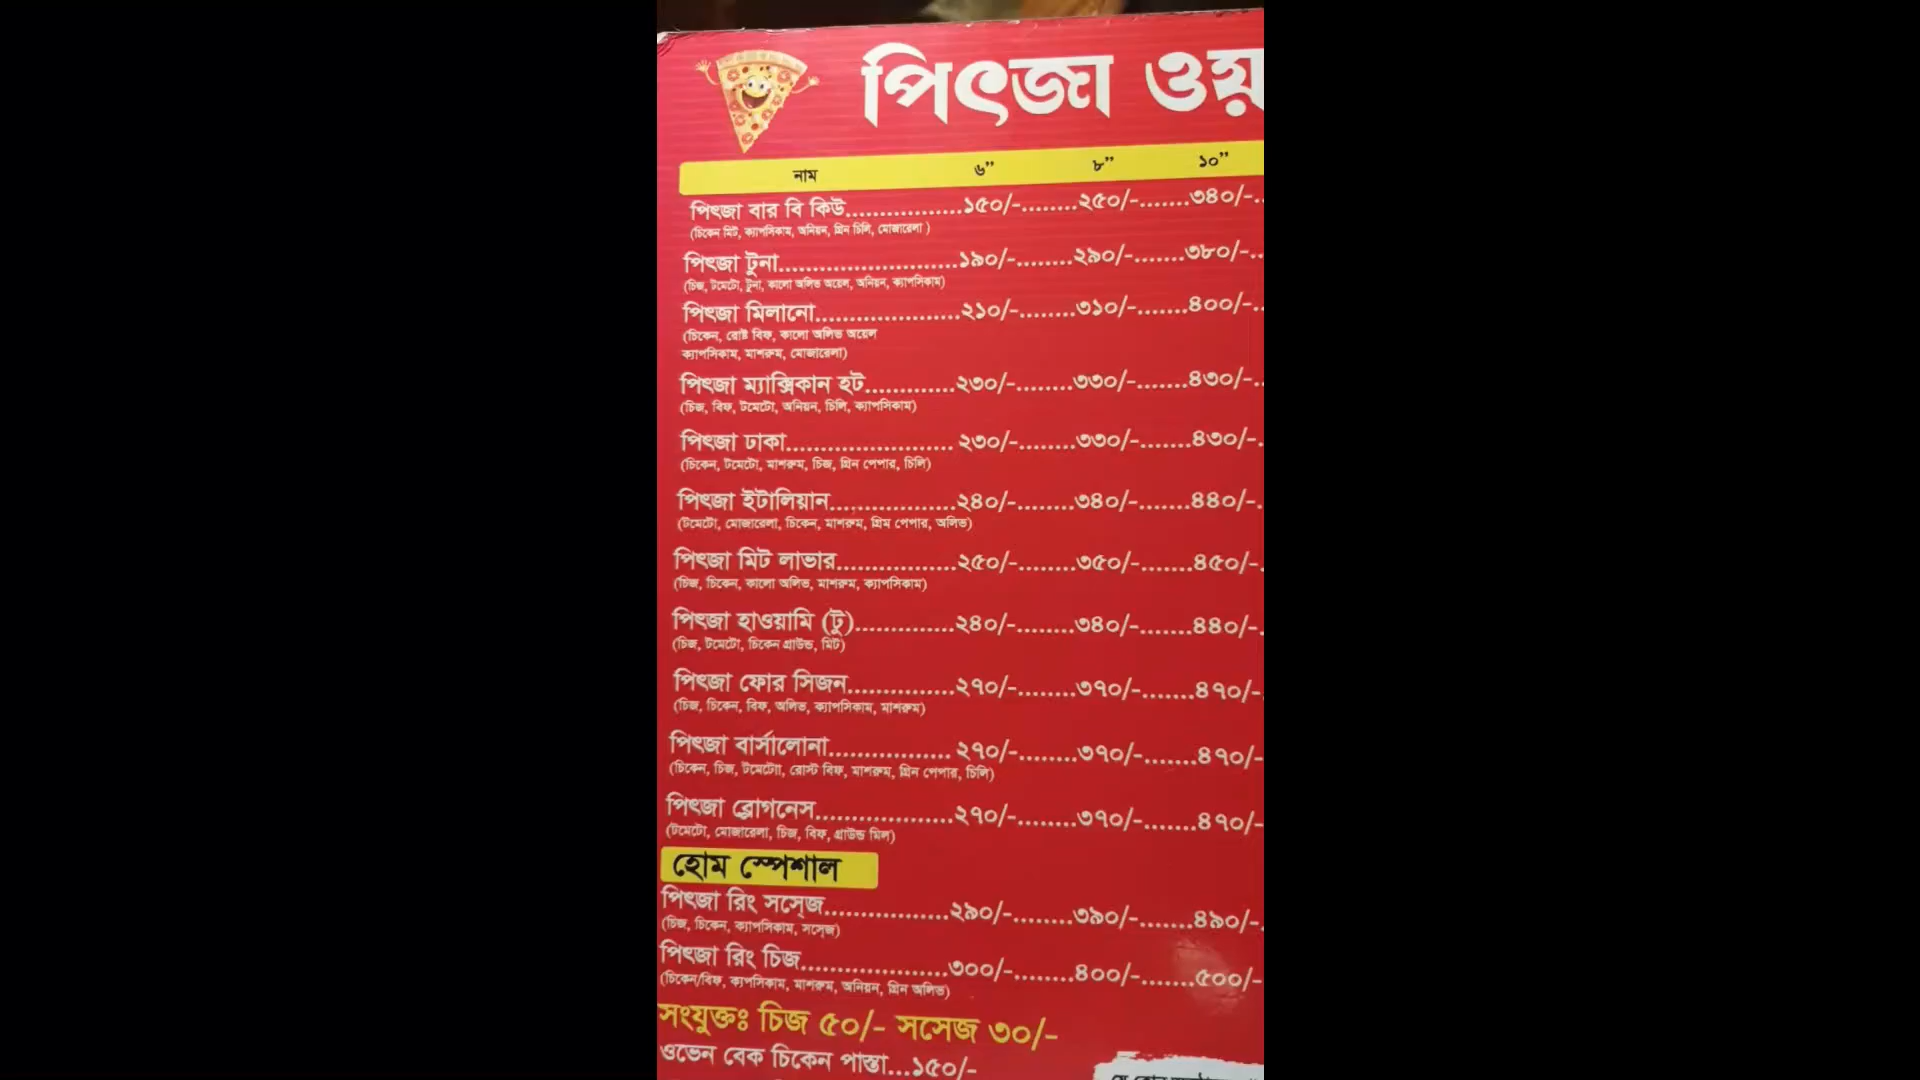 পিৎজা ওয়
নাম ৬” ৮” ১০”
পিৎজা বার বি কিউ.................১৫০/-........২৫০/-.......৩৪০/-..
(চিকেন মিট, ক্যাপসিকাম, অনিয়ন, গ্রিন চিলি, মোজারেলা )
পিৎজা টুনা..........................১৯০/-........২৯০/-.......৩৮০/-..
(চিজ, টমেটো, টুনা, কালো অলিভ অয়েল, অনিয়ন, ক্যাপসিকাম)
পিৎজা মিলানো.....................২১০/-........৩১০/-.......৪০০/-..
(চিকেন, রোষ্ট বিফ, কালো অলিভ অয়েল
ক্যাপসিকাম, মাশরুম, মোজারেলা)
পিৎজা ম্যাক্সিকান হট.............২৩০/-........৩৩০/-.......৪৩০/-..
(চিজ, বিফ, টমেটো, অনিয়ন, চিলি, ক্যাপসিকাম)
পিৎজা ঢাকা........................ ২৩০/-........৩৩০/-.......৪৩০/-.
(চিকেন, টমেটো, মাশরুম, চিজ, গ্রিন পেপার, চিলি)
পিৎজা ইটালিয়ান..................২৪০/-........৩৪০/-.......৪৪০/-.
(টমেটো, মোজারেলা, চিকেন, মাশরুম, গ্রিম পেপার, অলিভ)
পিৎজা মিট লাভার.................২৫০/-........৩৫০/-.......৪৫০/-.
(চিজ, চিকেন, কালো অলিভ, মাশরুম, ক্যাপসিকাম)
পিৎজা হাওয়ামি (টু)..............২৪০/-........৩৪০/-.......৪৪০/-.
(চিজ, টমেটো, চিকেন গ্রাউন্ড, মিট)
পিৎজা ফোর সিজন...............২৭০/-........৩৭০/-.......৪৭০/-
(চিজ, চিকেন, বিফ, অলিভ, ক্যাপসিকাম, মাশরুম)
পিৎজা বার্সালোনা................. ২৭০/-........৩৭০/-.......৪৭০/-
(চিকেন, চিজ, টমেটো, রোস্ট বিফ, মাশরুম, গ্রিন পেপার, চিলি)
পিৎজা ব্লোগনেস...................২৭০/-........৩৭০/-.......৪৭০/-
(টমেটো, মোজারেলা, চিজ, বিফ, গ্রাউন্ড মিল)
হোম স্পেশাল
পিৎজা রিং সসেজ.................২৯০/-........৩৯০/-.......৪৯০/-.
(চিজ, চিকেন, ক্যাপসিকাম, সসেজ)
পিৎজা রিং চিজ....................৩০০/-........৪০০/-.......৫০০/-
(চিকেন/বিফ, ক্যপসিকাম, মাশরুম, অনিয়ন, গ্রিন অলিভ)
সংযুক্তঃ চিজ ৫০/- সসেজ ৩০/-
ওভেন বেক চিকেন পাস্তা...১৫০/-